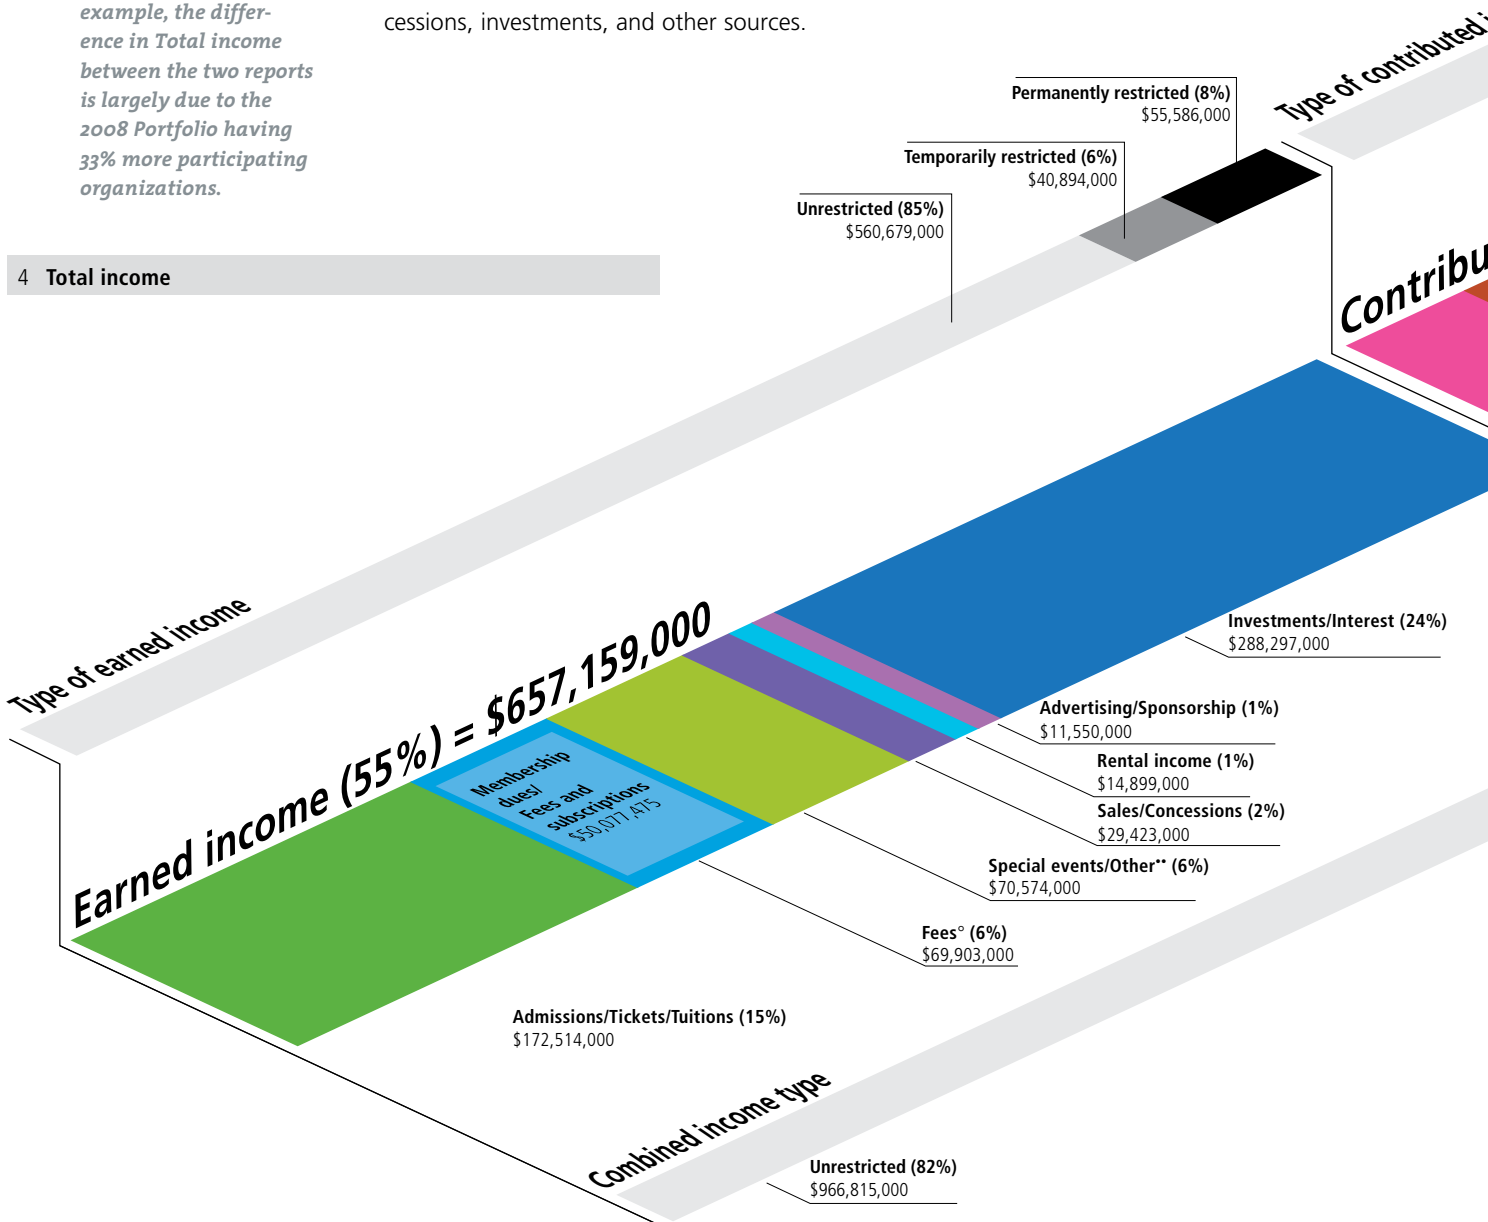 example, the differ-
ence in Total income
between the two reports
is largely due to the
2008 Portfolio having
33% more participating
organizations.
cessions, investments, and other sources.
4 Total income
Type of contributed
Permanently restricted (8%)
$55,586,000
Temporarily restricted (6%)
$40,894,000
Unrestricted (85%)
$560,679,000
Contribu
Type of earned income
Earned income (55%) = $657,159,000
Membership
dues/
Fees and
subscriptions
$50,077,475
Investments/Interest (24%)
$288,297,000
Advertising/Sponsorship (1%)
$11,550,000
Rental income (1%)
$14,899,000
Sales/Concessions (2%)
$29,423,000
Special events/Other•• (6%)
$70,574,000
Fees° (6%)
$69,903,000
Admissions/Tickets/Tuitions (15%)
$172,514,000
Combined income type
Unrestricted (82%)
$966,815,000